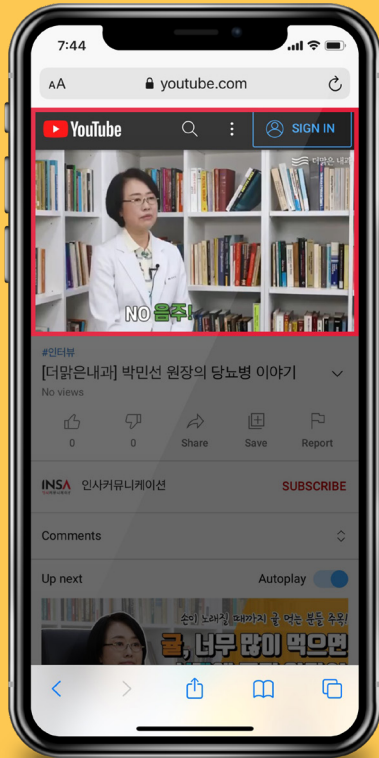 7:44
AA youtube.com
YouTube SIGN IN
더맑은 내과
NO 음주!
#인터뷰
[더맑은내과] 박민선 원장의 당뇨병 이야기
No views
0 0 Share Save Report
INSA 인사커뮤니케이션 SUBSCRIBE
Comments
Up next Autoplay
손이 노래질 때까지 귤 먹는 분들 주목!
귤, 너무 많이 먹으면